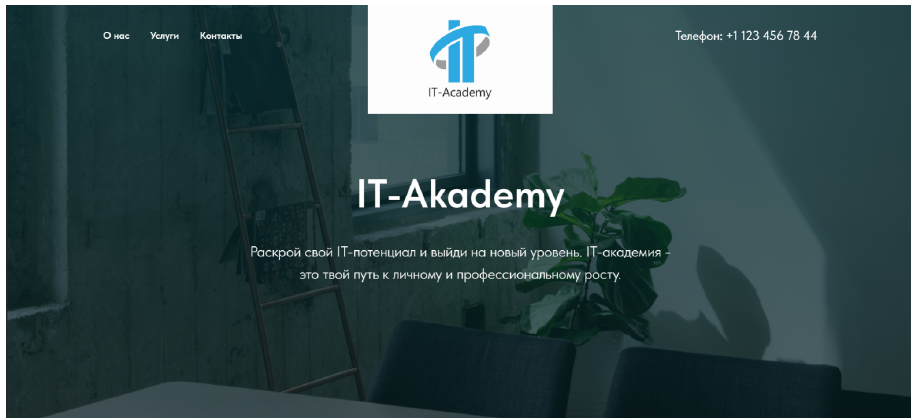 О нас Услуги Контакты
Телефон: +1 123 456 78 44
IT-Academy
IT-Akademy
Раскрой свой IT-потенциал и выйди на новый уровень. IT-академия -
это твой путь к личному и профессиональному росту.